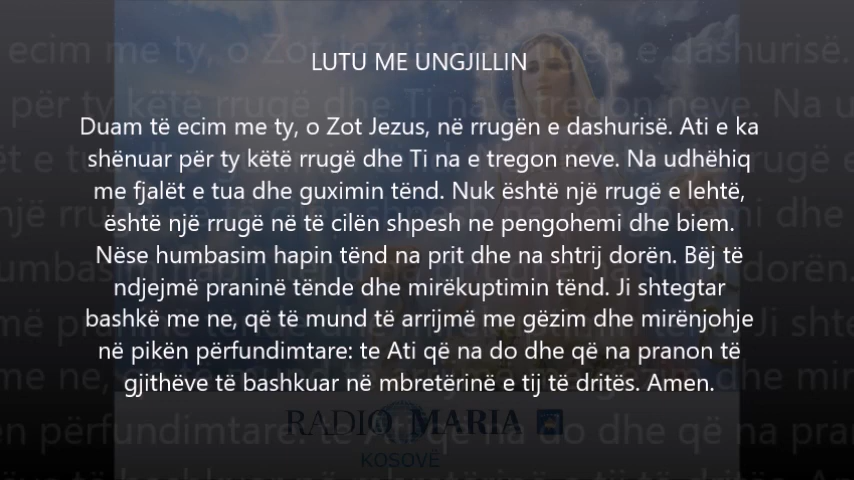 LUTU ME UNGJILLIN
Duam të ecim me ty, o Zot Jezus, në rrugën e dashurisë. Ati e ka
shënuar për ty këtë rrugë dhe Ti na e tregon neve. Na udhëhiq
me fjalët e tua dhe guximin tënd. Nuk është një rrugë e lehtë,
është një rrugë në të cilën shpesh ne pengohemi dhe biem.
Nëse humbasim hapin tënd na prit dhe na shtrij dorën. Bëj të
ndjejmë praninë tënde dhe mirëkuptimin tënd. Ji shtegtar
bashkë me ne, që të mund të arrijmë me gëzim dhe mirënjohje
në pikën përfundimtare: te Ati që na do dhe që na pranon të
gjithëve të bashkuar në mbretërinë e tij të dritës. Amen.
RADIO MARIA
KOSOVË